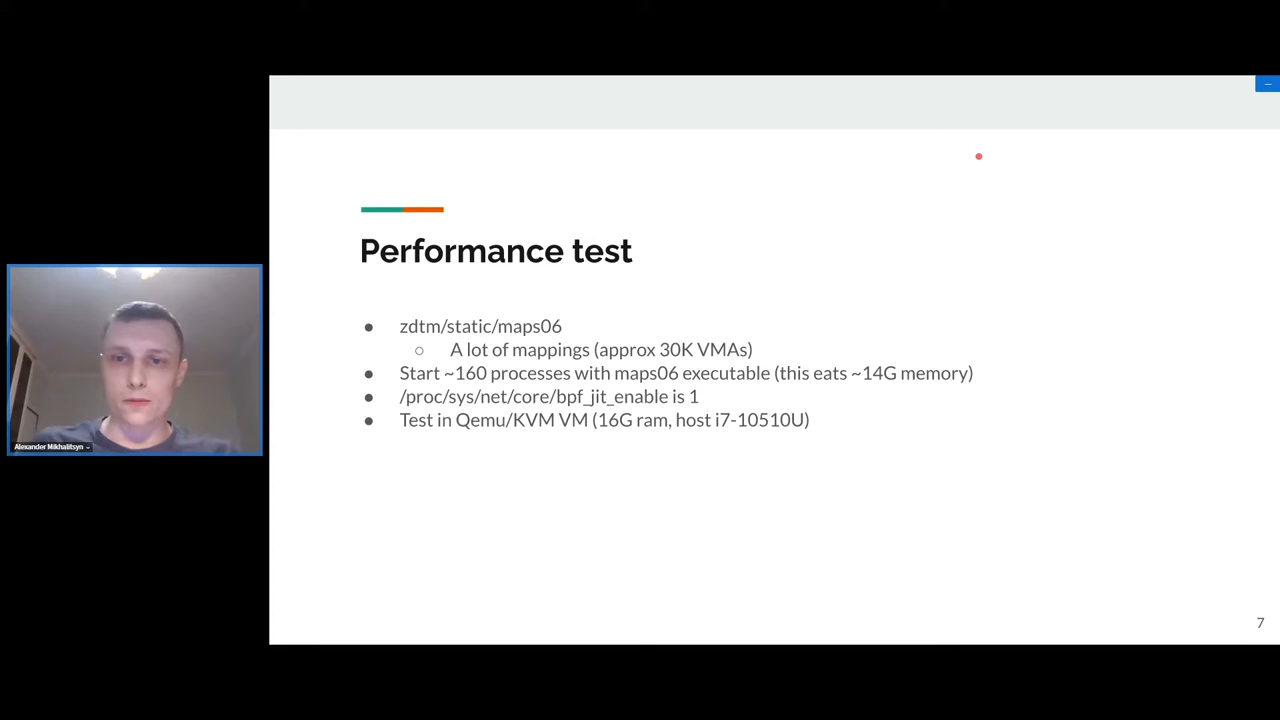 Performance test
● zdtm/static/maps06
○ A lot of mappings (approx 30K VMAs)
● Start ~160 processes with maps06 executable (this eats ~14G memory)
● /proc/sys/net/core/bpf_jit_enable is 1
● Test in Qemu/KVM VM (16G ram, host i7-10510U)
Alexander Mikhalitsyn
7